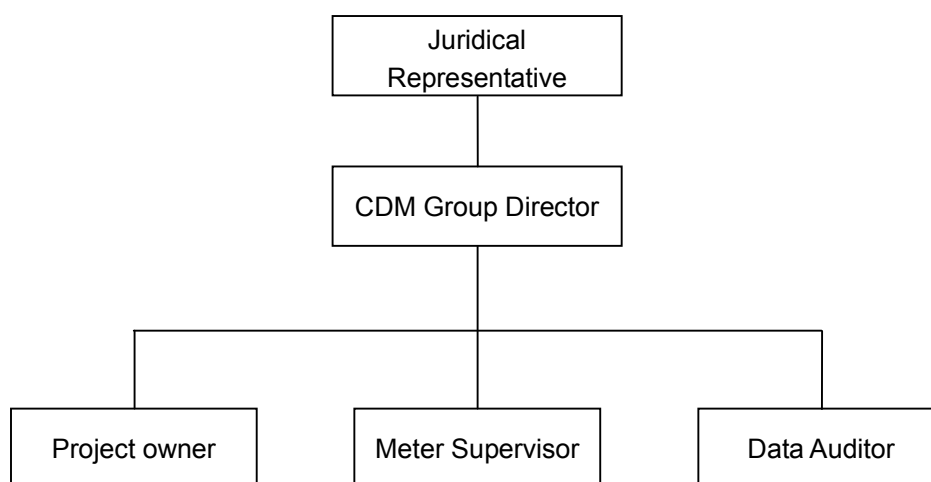 Juridical
Representative
CDM Group Director
Project owner
Meter Supervisor
Data Auditor